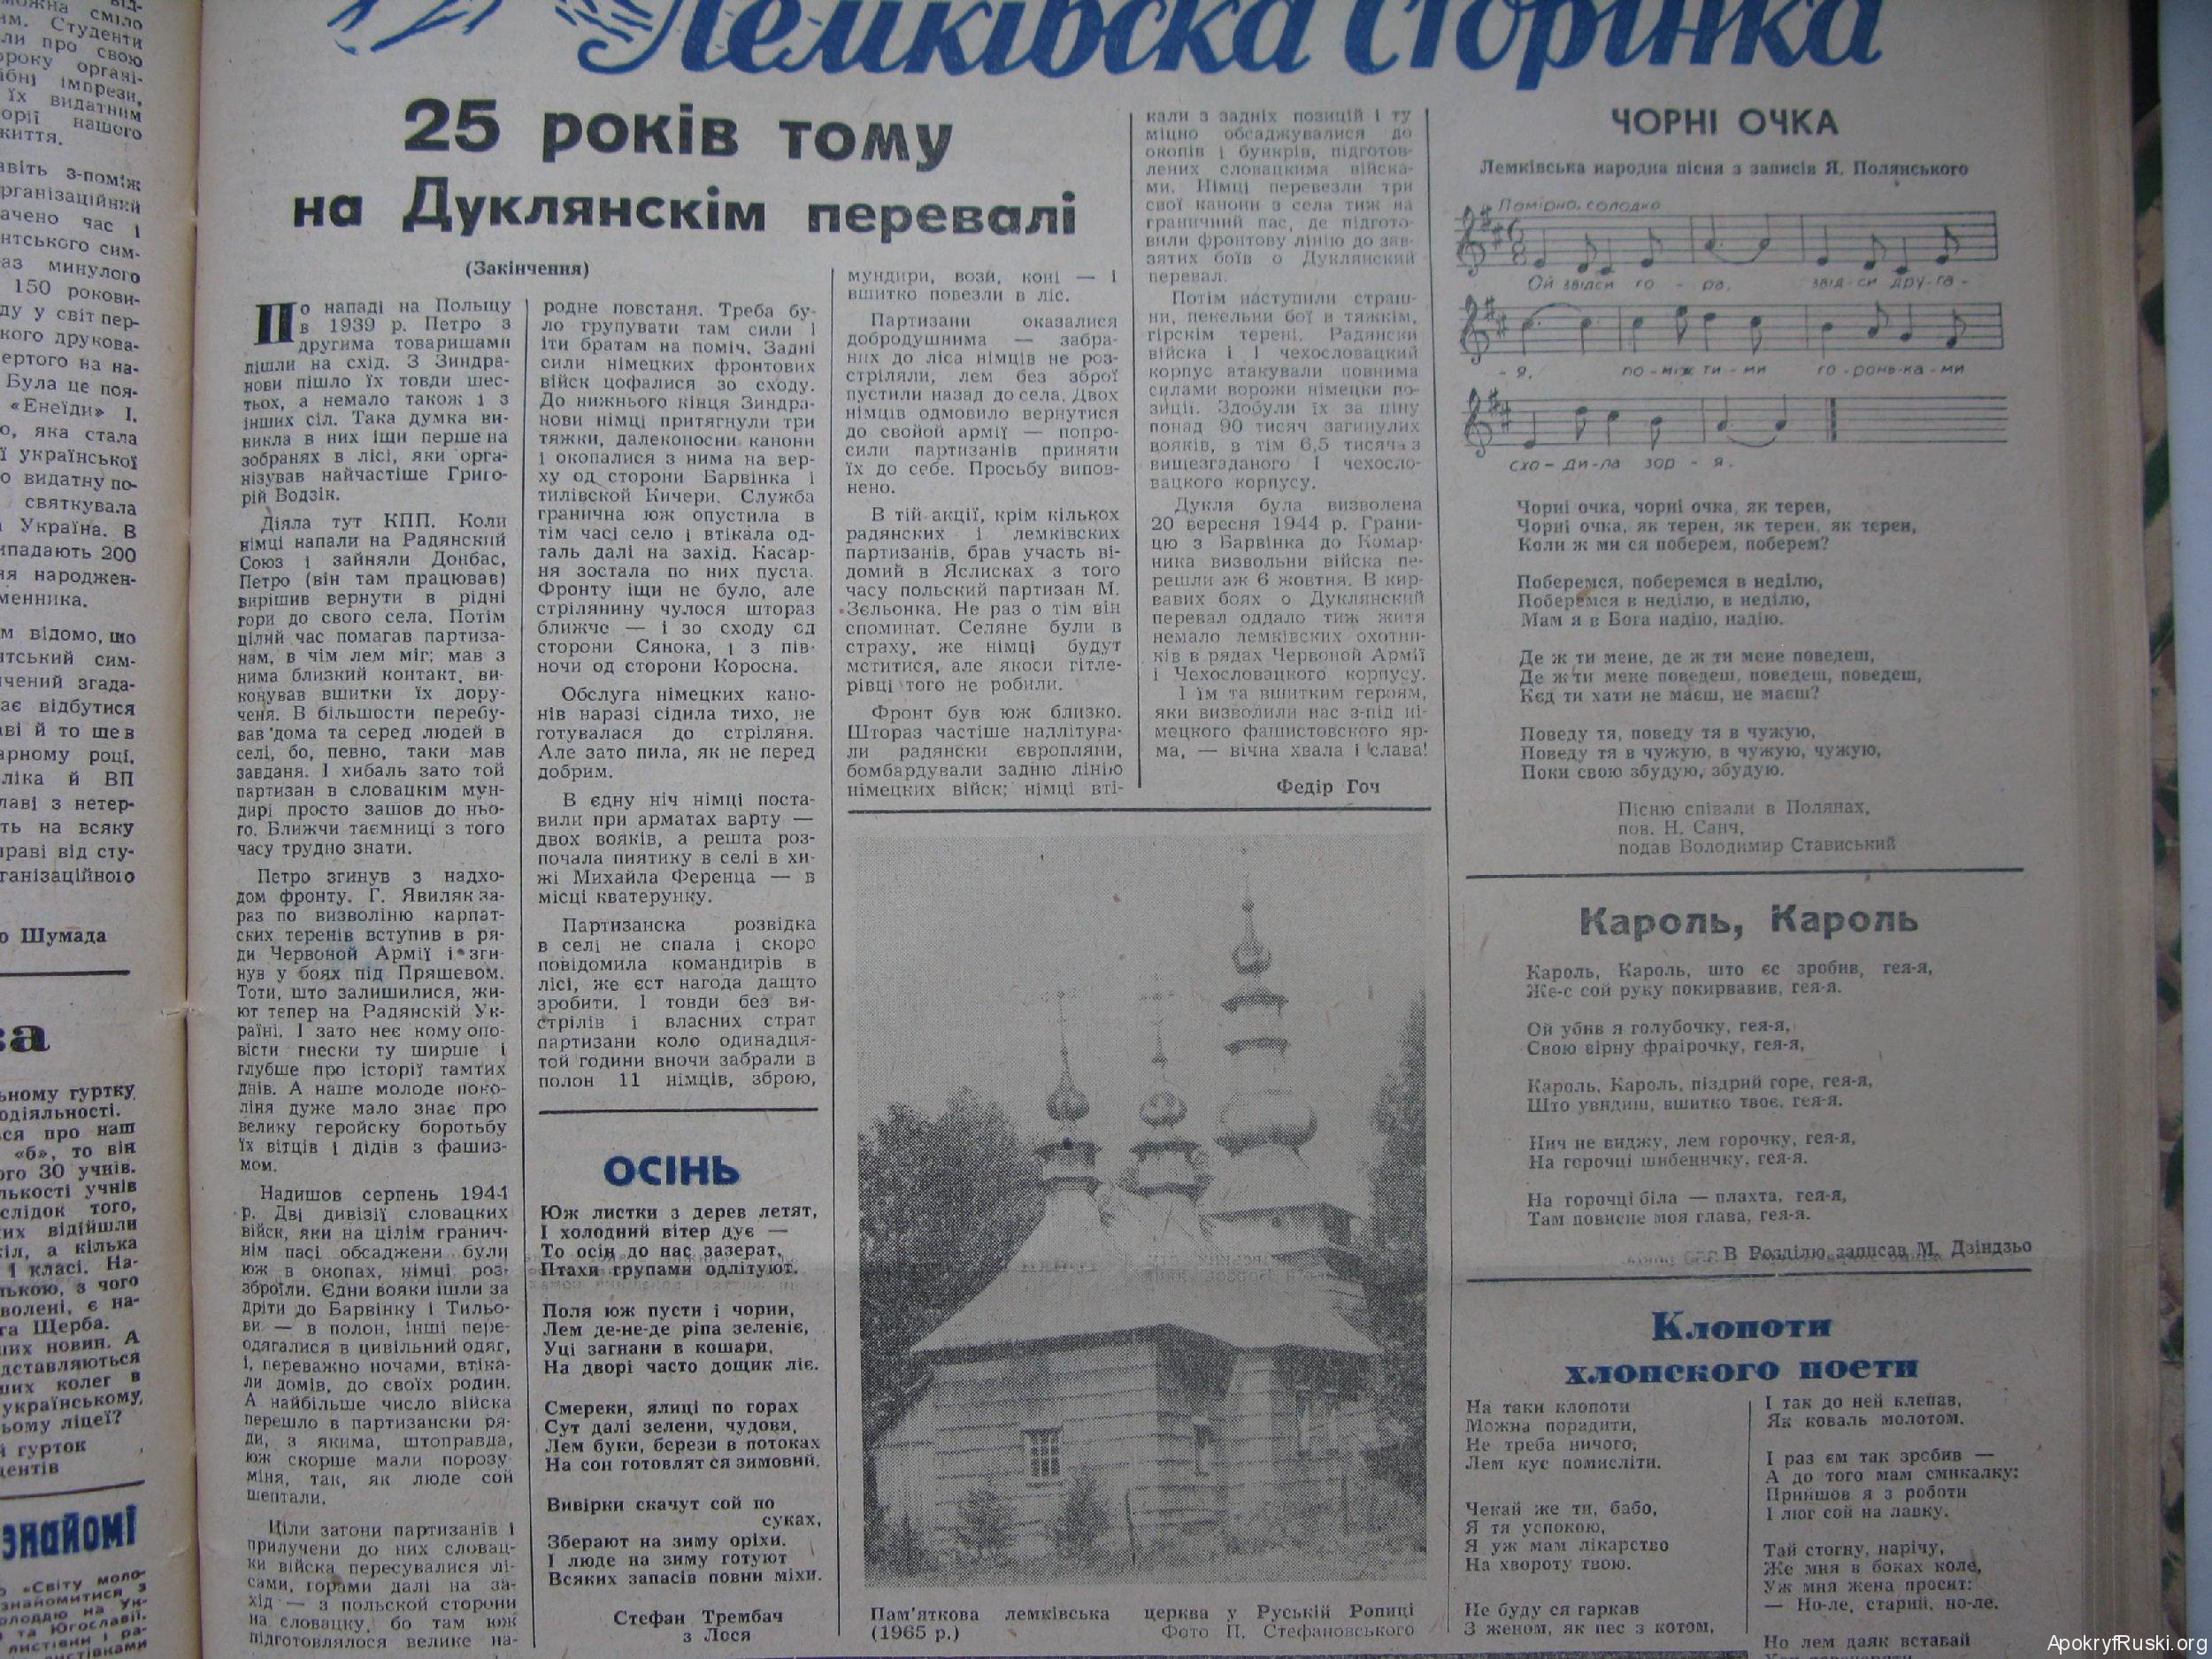 Лемківска сторінка
25 років тому
на Дуклянскім перевалі
(Закінчення)
По нападі на Польщу
в 1939 р. Петро з
другима товаришами
пішли на схід. З Зиндра-
нови пішло їх товди шес-
тьох, а немало також і з
інших сіл. Така думка ви-
никла в них іщи перше на
зобранях в лісі, яки орга-
нізував найчастіше Григо-
рій Водзік.
Діяла тут КПП. Коли
німці напали на Радянский
Союз і зайняли Донбас,
Петро (він там працював)
вирішив вернути в рідні
гори до свого села. Потім
цілий час помагав партиза-
нам, в чім лем міг; мав з
нима близкий контакт, ви-
конував вшитки їх дору-
ченя. В більшости перебу-
вав дома та серед людей в
селі, бо, певно, таки мав
завданя. І хибаль зато той
партизан в словацкім мун-
дирі просто зашов до ньо-
го. Ближчи таємниці з того
часу трудно знати.
Петро згинув з надхо-
дом фронту. Г. Явиляк за-
раз по визволіню карпат-
ских теренів вступив в ря-
ди Червоной Армії і зги-
нув у боях під Пряшевом.
Тоти, што залишилися, жи-
ют тепер на Радянскій Ук-
раїні. І зато неє кому опо-
вісти гнески ту ширше і
глубше про історії тамтих
днів. А наше молоде поко-
ліня дуже мало знає про
велику геройску боротьбу
їх вітців і дідів з фашиз-
мом.
Надишов серпень 1944
р. Дві дивізії словацких
війск, яки на цілім гранич-
нім пасі обсаджени були
юж в окопах, німці роз-
зброїли. Єдни вояки ішли за
дріти до Барвінку і Тильо-
ви — в полон, інші пере-
одягалися в цивільний одяг,
і, переважно ночами, втіка-
ли домів, до своїх родин.
А найбільше число війска
перешло в партизански ря-
ди, з якима, штоправда,
юж скорше мали порозу-
міня, так, як люде сой
шептали.
Ціли загони партизанів і
прилучени до них словац-
ки війска пересувалися лі-
сами, горами далі на за-
хід — з польской сторони
на словацку, бо там юж
підготовлялося велике на-
родне повстаня. Треба бу-
ло групувати там сили і
іти братам на поміч. Задні
сили німецких фронтових
війск цофалися зо сходу.
До нижнього кінця Зиндра-
нови німці притягнули три
тяжки, далеконосни канони
і окопалися з нима на вер-
ху од сторони Барвінка і
тилівской Кичери. Служба
гранична юж опустила в
тім часі село і втікала од-
таль далі на захід. Касар-
ня зостала по них пуста.
Фронту іщи не було, але
стрілянину чулося штораз
ближче — і зо сходу од
сторони Сянока, і з пів-
ночи од сторони Коросна.
Обслуга німецких кано-
нів наразі сідила тихо, не
готувалася до стріляня.
Але зато пила, як не перед
добрим.
В єдну ніч німці поста-
вили при арматах варту —
двох вояків, а решта роз-
почала пиятику в селі в хи-
жі Михайла Ференца — в
місці кватерунку.
Партизанска розвідка
в селі не спала і скоро
повідомила командирів в
лісі, же єст нагода дашто
зробити. І товди без ви-
стрілів і власних страт
партизани коло одинадця-
той години вночи забрали в
полон 11 німців, зброю,
мундири, вози, коні — і
вшитко повезли в ліс.
Партизани оказалися
добродушнима — забра-
них до ліса німців не роз-
стріляли, лем без зброї
пустили назад до села. Двох
німців одмовило вернутися
до свойой армії — попро-
сили партизанів приняти
їх до себе. Просьбу випов-
нено.
В тій акції, крім кількох
радянских і лемківских
партизанів, брав участь ві-
домий в Яслисках з того
часу польский партизан М.
Зєльонка. Не раз о тім він
споминат. Селяне були в
страху, же німці будут
мститися, але якоси гітле-
рівці того не робили.
Фронт був юж близко.
Штораз частіше надлітува-
ли радянски європляни,
бомбардували задню лінію
німецких війск; німці вті-
кали з задніх позицій і ту
міцно обсаджувалися до
окопів і бункрів, підготов-
лених словацкима війска-
ми. Німці перевезли три
свої канони з села тиж на
граничний пас, де підгото-
вили фронтову лінію до зав-
зятих боїв о Дуклянский
перевал.
Потім наступили страш-
ни, пекельни бої в тяжкім,
гірскім терені. Радянски
війска і І чехословацкий
корпус атакували повнима
силами ворожи німецки по-
зиції. Здобули їх за ціну
понад 90 тисяч загинулих
вояків, в тім 6,5 тисяча з
вищезгаданого І чехосло-
вацкого корпусу.
Дукля була визволена
20 вересня 1944 р. Грани-
цю з Барвінка до Комар-
ника визвольни війска пе-
решли аж 6 жовтня. В кир-
вавих боях о Дуклянский
перевал оддало тиж житя
немало лемківских охотни-
ків в рядах Червоной Армії
і Чехословацкого корпусу.
І їм та вшитким героям,
яки визволили нас з-під ні-
мецкого фашистовского яр-
ма, — вічна хвала і слава!
Федір Гоч
ОСІНЬ
Юж листки з дерев летят,
І холодний вітер дує —
То осін до нас зазерат,
Птахи групами одлітуют.
Поля юж пусти і чорни,
Лем де-не-де ріпа зеленіє,
Уці загнани в кошари,
На дворі часто дощик ліє.
Смереки, ялиці по горах
Сут далі зелени, чудови,
Лем буки, берези в потоках
На сон готовлятся зимовий.
Вивірки скачут сой по
суках,
Зберают на зиму оріхи.
І люде на зиму готуют
Всяких запасів повни міхи.
Стефан Трембач
з Лося
Пам'яткова лемківська церква у Руській Ропиці
(1965 р.) Фото П. Стефановського
ЧОРНІ ОЧКА
Лемківська народна пісня з записів Я. Полянського
Помірно, солодко
Ой звідси го - ра, звід-си дру-га -
- я, по-між ти-ми го-ронь-ка-ми
схо-ди-ла зор - я.
Чорні очка, чорні очка, як терен,
Чорні очка, як терен, як терен, як терен,
Коли ж ми ся поберем, поберем?
Поберемся, поберемся в неділю,
Поберемся в неділю, в неділю,
Мам я в Бога надію, надію.
Де ж ти мене, де ж ти мене поведеш,
Де ж ти мене поведеш, поведеш, поведеш,
Кед ти хати не маєш, не маєш?
Поведу тя, поведу тя в чужую,
Поведу тя в чужую, в чужую, чужую,
Поки свою збудую, збудую.
Пісню співали в Полянах,
пов. Н. Санч,
подав Володимир Стависький
Кароль, Кароль
Кароль, Кароль, што єс зробив, гея-я,
Же-с сой руку покирвавив, гея-я.
Ой убив я голубочку, гея-я,
Свою вірну фраірочку, гея-я,
Кароль, Кароль, піздрий горе, гея-я,
Што увидиш, вшитко твоє, гея-я.
Нич не виджу, лем горочку, гея-я,
На горочці шибеничку, гея-я.
На горочці біла — плахта, гея-я,
Там повисне моя глава, гея-я.
В Розділю записав М. Дзіндзьо
Клопоти
хлопского поети
На таки клопоти
Можна порадити,
Не треба ничого,
Лем кус помисліти.
Чекай же ти, бабо,
Я тя успокою,
Я уж мам лікарство
На хвороту твою.
Не буду ся гаркав
З женом, як пес з котом,
І так до ней клепав,
Як коваль молотом.
І раз єм так зробив —
А до того мам смикалку:
Прийшов я з роботи
І люг сой на лавку.
Тай стогну, нарічу,
Же мня в боках коле,
Уж мня жена просит:
— Но-ле, старий, но-ле.
Но лем даяк вставай
ApokryfRuski.org